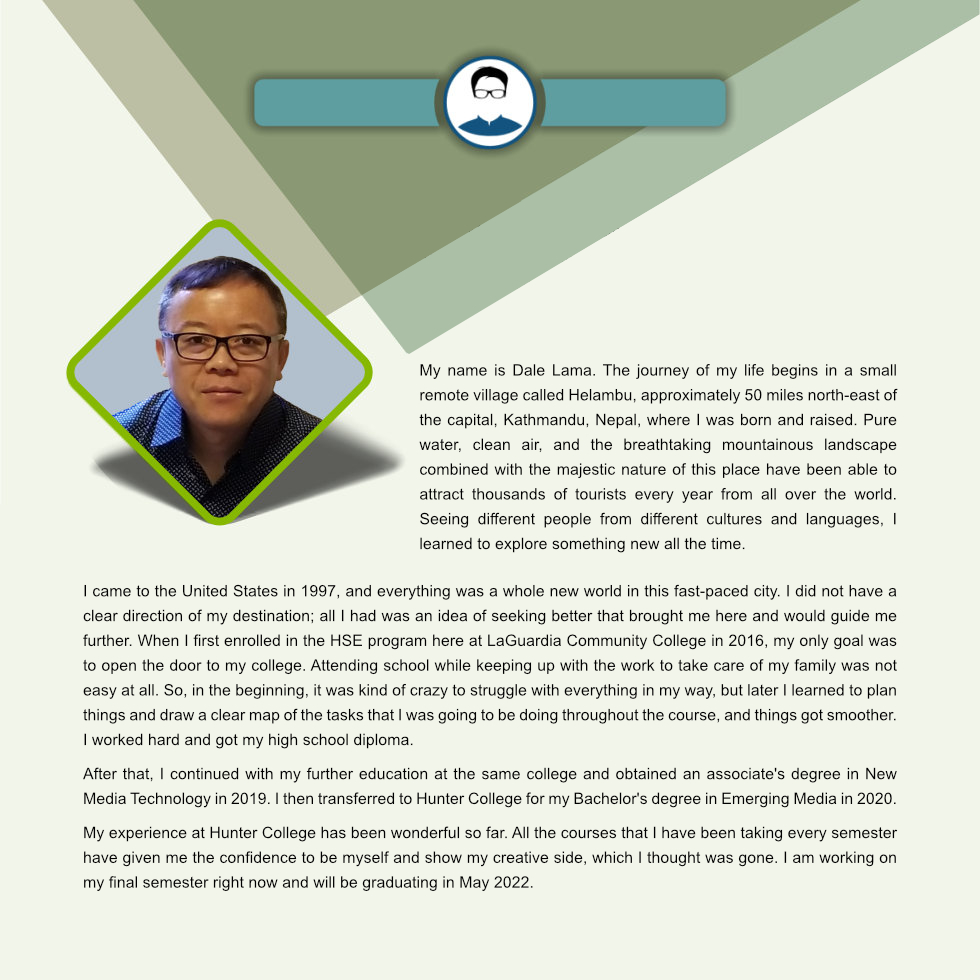 My name is Dale Lama. The journey of my life begins in a small
remote village called Helambu, approximately 50 miles north-east of
the capital, Kathmandu, Nepal, where I was born and raised. Pure
water, clean air, and the breathtaking mountainous landscape
combined with the majestic nature of this place have been able to
attract thousands of tourists every year from all over the world.
Seeing different people from different cultures and languages, I
learned to explore something new all the time.
I came to the United States in 1997, and everything was a whole new world in this fast-paced city. I did not have a
clear direction of my destination; all I had was an idea of seeking better that brought me here and would guide me
further. When I first enrolled in the HSE program here at LaGuardia Community College in 2016, my only goal was
to open the door to my college. Attending school while keeping up with the work to take care of my family was not
easy at all. So, in the beginning, it was kind of crazy to struggle with everything in my way, but later I learned to plan
things and draw a clear map of the tasks that I was going to be doing throughout the course, and things got smoother.
I worked hard and got my high school diploma.
After that, I continued with my further education at the same college and obtained an associate's degree in New
Media Technology in 2019. I then transferred to Hunter College for my Bachelor's degree in Emerging Media in 2020.
My experience at Hunter College has been wonderful so far. All the courses that I have been taking every semester
have given me the confidence to be myself and show my creative side, which I thought was gone. I am working on
my final semester right now and will be graduating in May 2022.